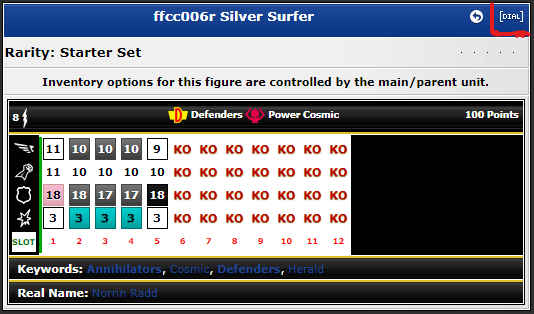 ffcc006r Silver Surfer
[DIAL]
Rarity: Starter Set
Inventory options for this figure are controlled by the main/parent unit.
8 D Defenders Power Cosmic 100 Points
11 10 10 10 9 KO KO KO KO KO KO KO
11 10 10 10 10 KO KO KO KO KO KO KO
18 18 17 17 18 KO KO KO KO KO KO KO
3 3 3 3 3 KO KO KO KO KO KO KO
SLOT 1 2 3 4 5 6 7 8 9 10 11 12
Keywords: Annihilators, Cosmic, Defenders, Herald
Real Name: Norrin Radd